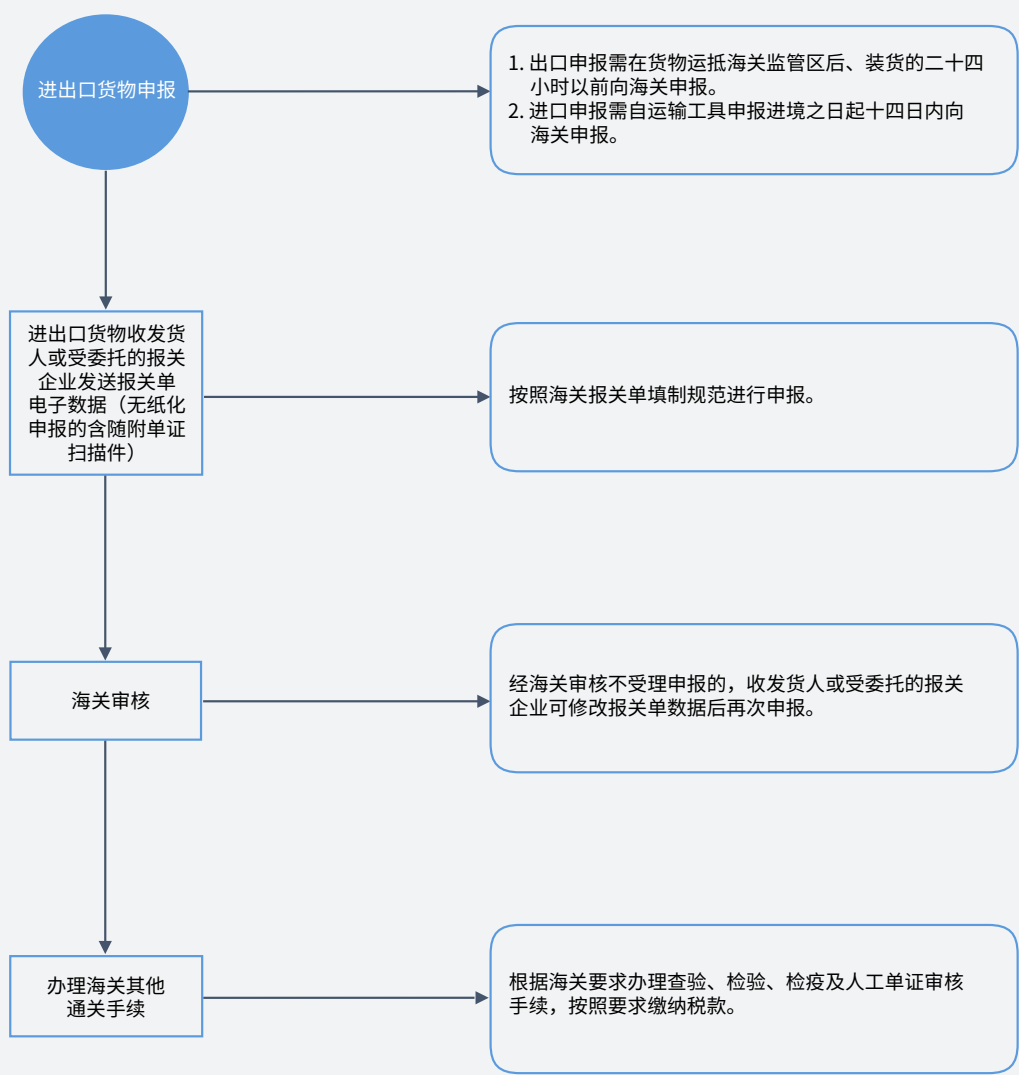 进出口货物申报
1. 出口申报需在货物运抵海关监管区后、装货的二十四
小时以前向海关申报。
2. 进口申报需自运输工具申报进境之日起十四日内向
海关申报。
进出口货物收发货
人或受委托的报关
企业发送报关单
电子数据（无纸化
申报的含随附单证
扫描件）
按照海关报关单填制规范进行申报。
海关审核
经海关审核不受理申报的，收发货人或受委托的报关
企业可修改报关单数据后再次申报。
办理海关其他
通关手续
根据海关要求办理查验、检验、检疫及人工单证审核
手续，按照要求缴纳税款。